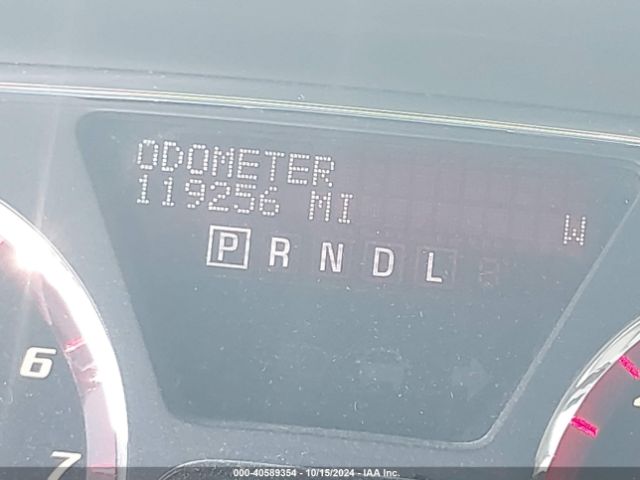 ODOMETER
119256 MI
W
P R N D L
6
7
000-40589354 - 10/15/2024 - IAA Inc.